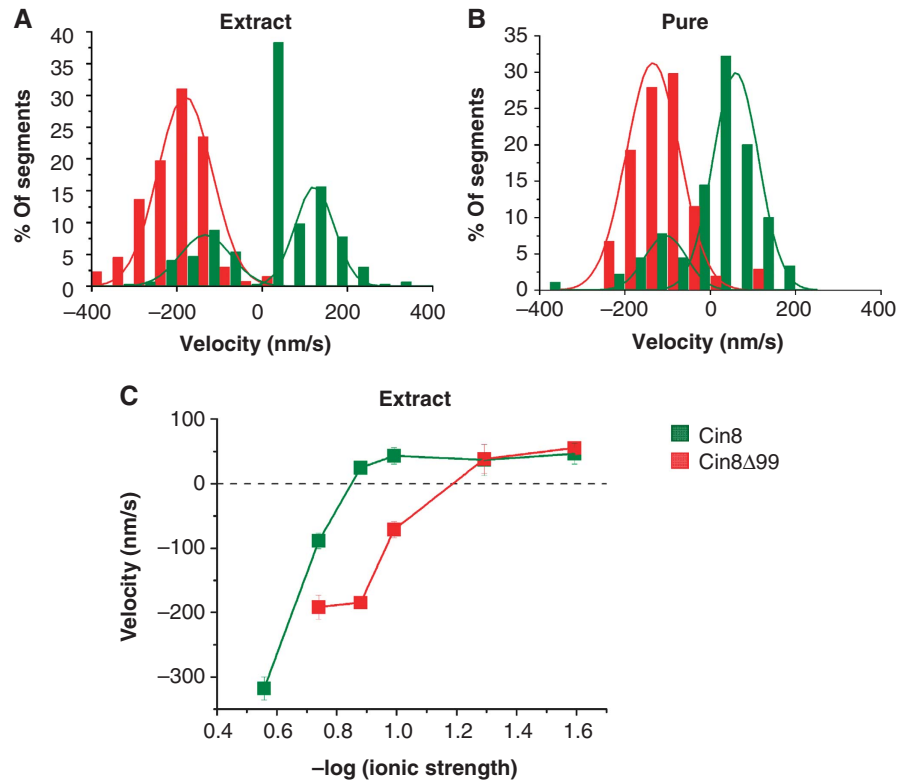 A
Extract
% Of segments
40
35
30
25
20
15
10
5
0
−400
−200
0
200
400
Velocity (nm/s)
B
Pure
% Of segments
35
30
25
20
15
10
5
0
−400
−200
0
200
400
Velocity (nm/s)
C
Extract
Velocity (nm/s)
100
0
−100
−200
−300
0.4
0.6
0.8
1.0
1.2
1.4
1.6
−log (ionic strength)
Cin8
Cin8Δ99